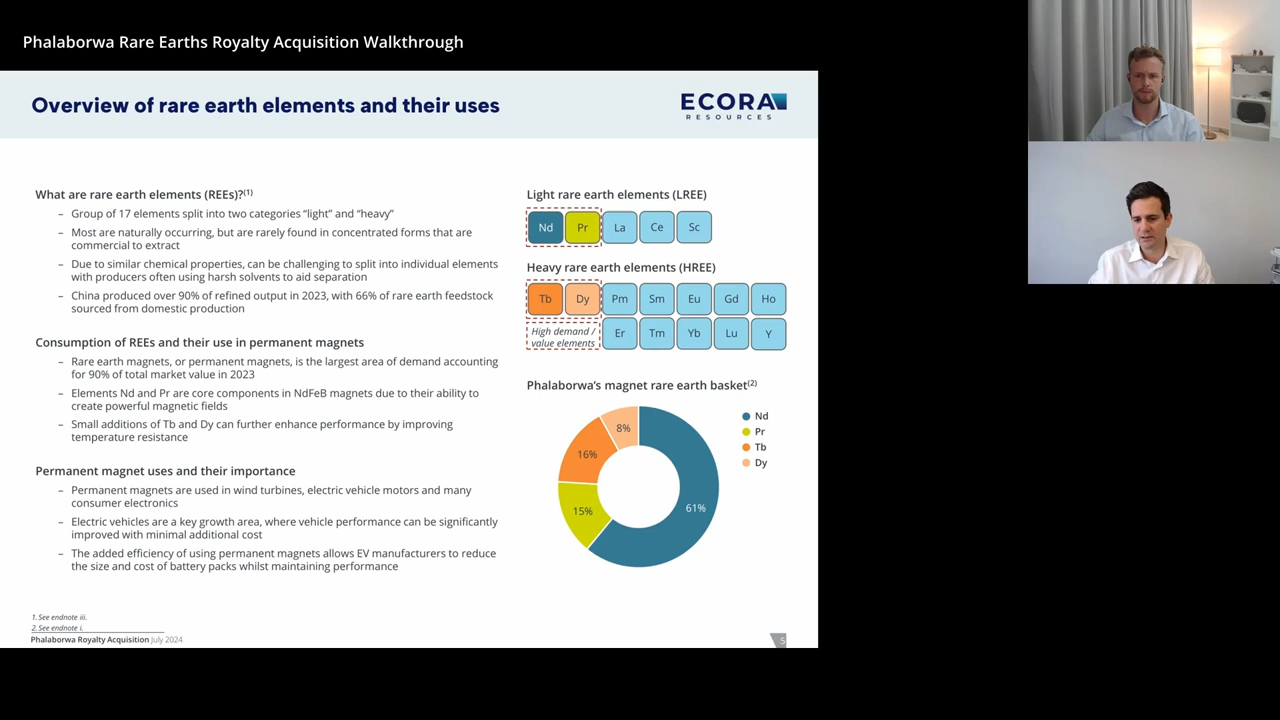 Phalaborwa Rare Earths Royalty Acquisition Walkthrough
Overview of rare earth elements and their uses
ECORA
RESOURCES
What are rare earth elements (REEs)?(1)
– Group of 17 elements split into two categories “light” and “heavy”
– Most are naturally occurring, but are rarely found in concentrated forms that are
commercial to extract
– Due to similar chemical properties, can be challenging to split into individual elements
with producers often using harsh solvents to aid separation
– China produced over 90% of refined output in 2023, with 66% of rare earth feedstock
sourced from domestic production
Consumption of REEs and their use in permanent magnets
– Rare earth magnets, or permanent magnets, is the largest area of demand accounting
for 90% of total market value in 2023
– Elements Nd and Pr are core components in NdFeB magnets due to their ability to
create powerful magnetic fields
– Small additions of Tb and Dy can further enhance performance by improving
temperature resistance
Permanent magnet uses and their importance
– Permanent magnets are used in wind turbines, electric vehicle motors and many
consumer electronics
– Electric vehicles are a key growth area, where vehicle performance can be significantly
improved with minimal additional cost
– The added efficiency of using permanent magnets allows EV manufacturers to reduce
the size and cost of battery packs whilst maintaining performance
Light rare earth elements (LREE)
Nd Pr La Ce Sc
Heavy rare earth elements (HREE)
Tb Dy Pm Sm Eu Gd Ho
High demand /
value elements
Er Tm Yb Lu Y
Phalaborwa’s magnet rare earth basket(2)
8%
16%
15%
61%
Nd
Pr
Tb
Dy
1. See endnote iii.
2. See endnote i.
Phalaborwa Royalty Acquisition July 2024
5